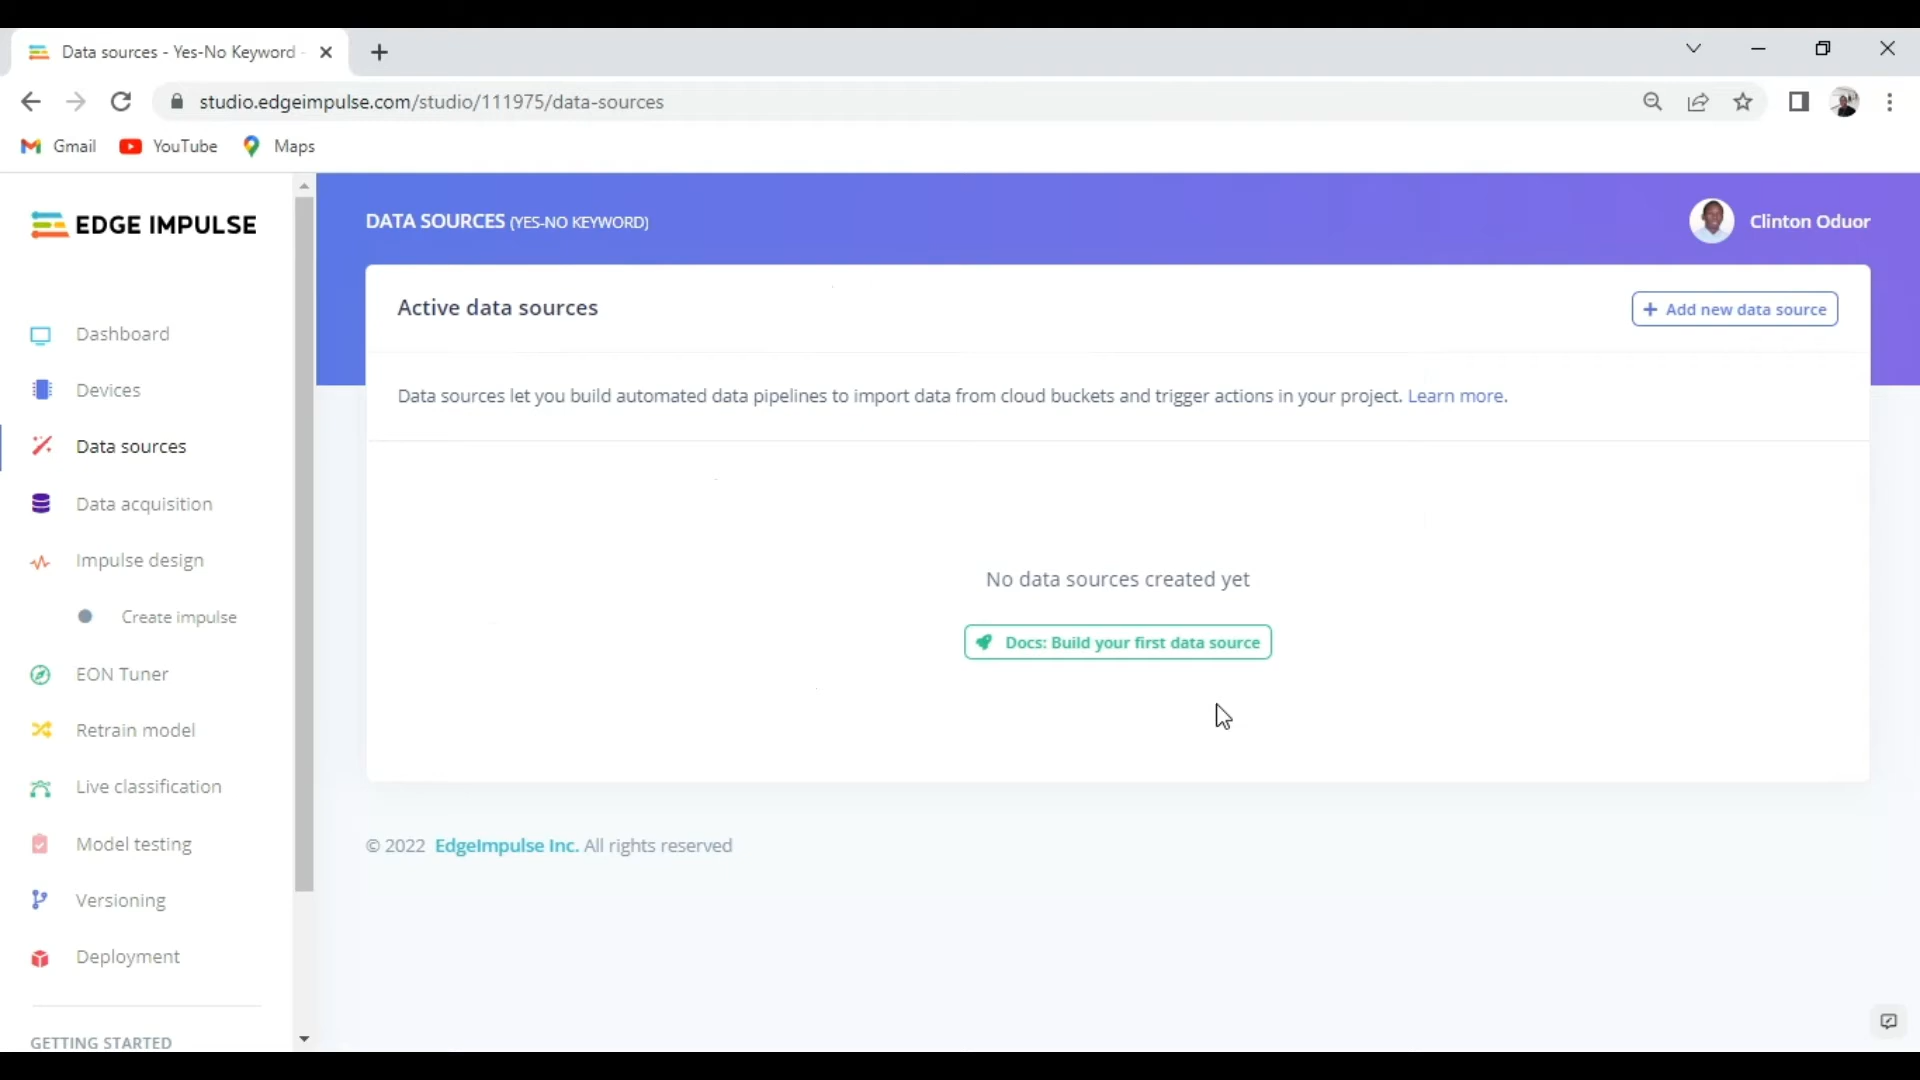 Data sources - Yes-No Keyword -
studio.edgeimpulse.com/studio/111975/data-sources
Gmail YouTube Maps
EDGE IMPULSE
DATA SOURCES (YES-NO KEYWORD)
Clinton Oduor
Dashboard
Devices
Data sources
Data acquisition
Impulse design
Create impulse
EON Tuner
Retrain model
Live classification
Model testing
Versioning
Deployment
GETTING STARTED
Active data sources
+ Add new data source
Data sources let you build automated data pipelines to import data from cloud buckets and trigger actions in your project. Learn more.
No data sources created yet
Docs: Build your first data source
© 2022 EdgeImpulse Inc. All rights reserved